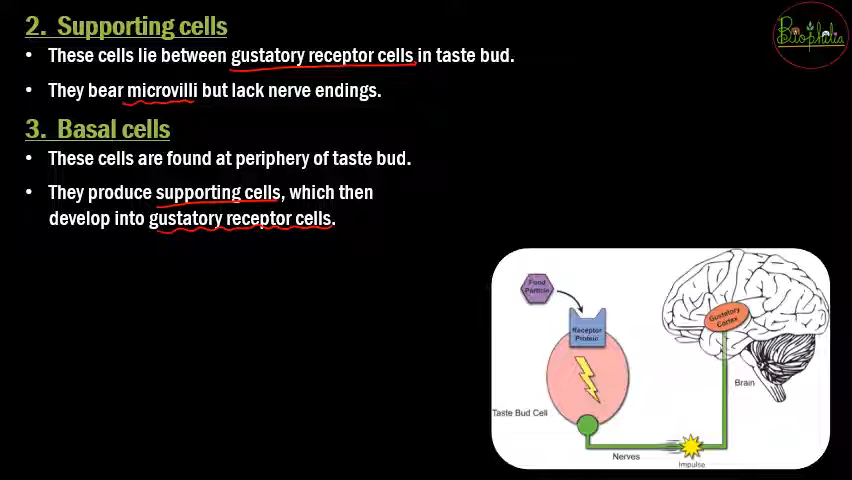 2. Supporting cells
• These cells lie between gustatory receptor cells in taste bud.
• They bear microvilli but lack nerve endings.
3. Basal cells
• These cells are found at periphery of taste bud.
• They produce supporting cells, which then
develop into gustatory receptor cells.
Biophilia
Food
Particle
Receptor
Protein
Gustatory
Cortex
Brain
Taste Bud Cell
Nerves
Impulse